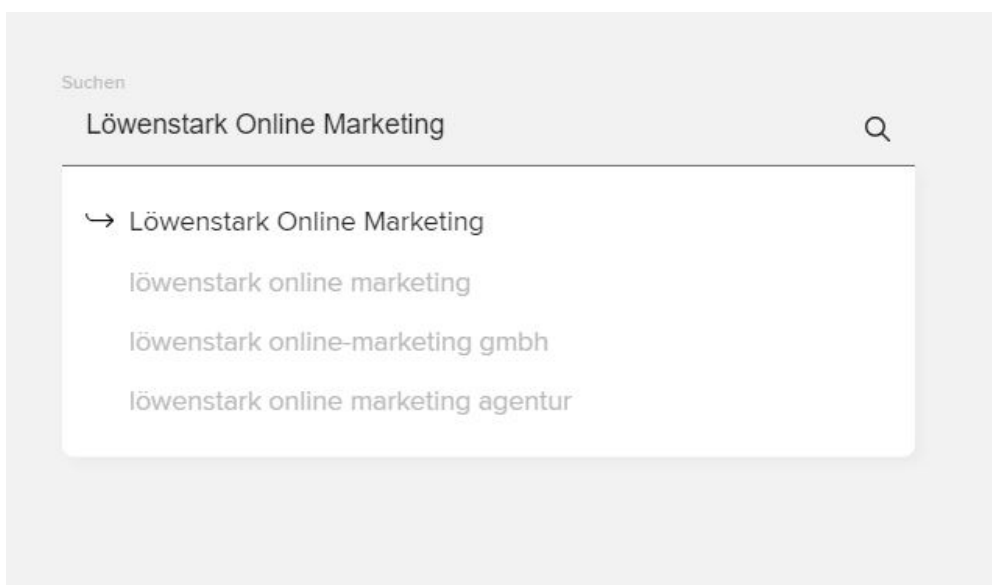 Suchen
Löwenstark Online Marketing
Löwenstark Online Marketing
löwenstark online marketing
löwenstark online-marketing gmbh
löwenstark online marketing agentur